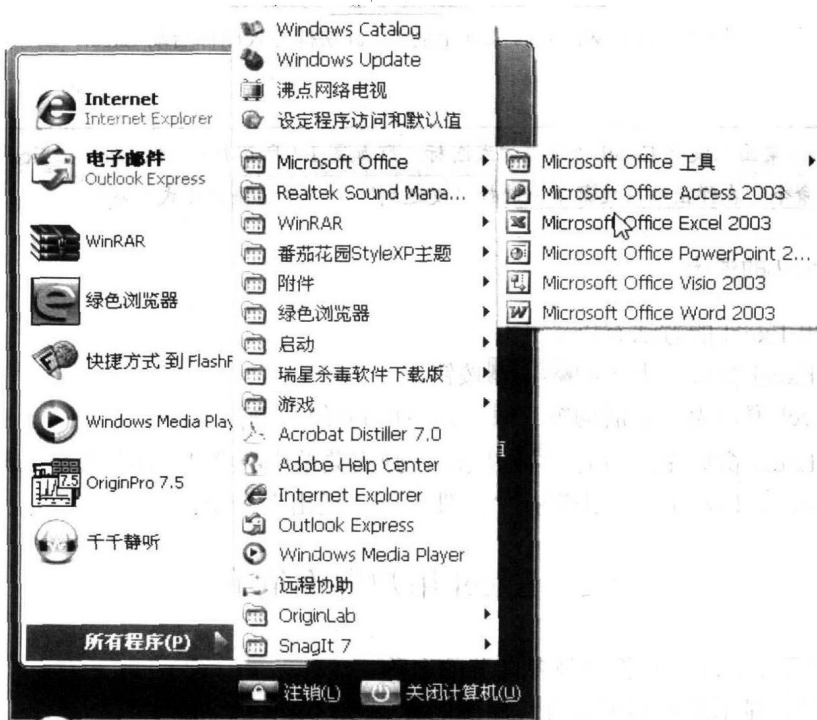 Internet
Internet Explorer
电子邮件
Outlook Express
WinRAR
绿色浏览器
快捷方式 到 FlashF
Windows Media Play
7.5
OriginPro 7.5
千千静听
所有程序(P)
Windows Catalog
Windows Update
沸点网络电视
设定程序访问和默认值
Microsoft Office
Realtek Sound Mana...
WinRAR
番茄花园StyleXP主题
附件
绿色浏览器
启动
瑞星杀毒软件下载版
游戏
Acrobat Distiller 7.0
Adobe Help Center
Internet Explorer
Outlook Express
Windows Media Player
远程协助
OriginLab
SnagIt 7
Microsoft Office 工具
Microsoft Office Access 2003
Microsoft Office Excel 2003
Microsoft Office PowerPoint 2...
Microsoft Office Visio 2003
Microsoft Office Word 2003
注销(L)
关闭计算机(U)